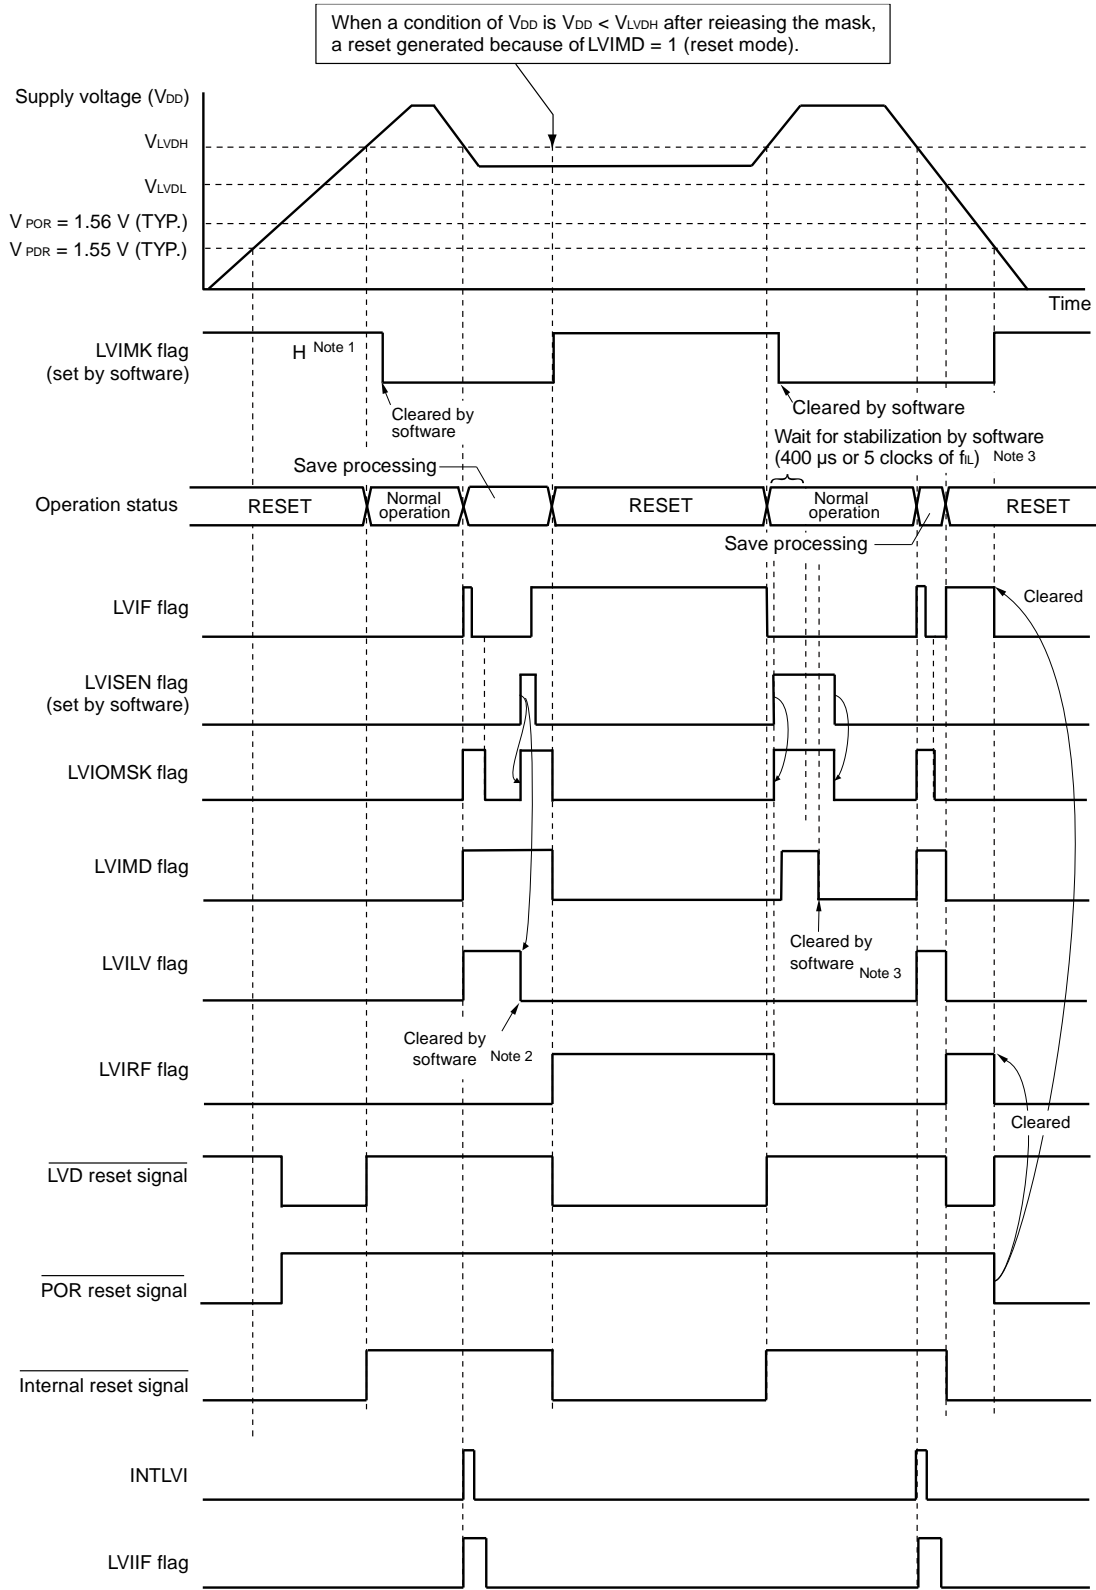 When a condition of VDD is VDD < VLVDH after reieasing the mask,
a reset generated because of LVIMD = 1 (reset mode).
Supply voltage (VDD)
VLVDH
VLVDL
V POR = 1.56 V (TYP.)
V PDR = 1.55 V (TYP.)
Time
LVIMK flag
(set by software)
H Note 1
Cleared by
software
Cleared by software
Wait for stabilization by software
(400 µs or 5 clocks of fIL) Note 3
Save processing
Operation status
RESET
Normal
operation
RESET
Normal
operation
RESET
Save processing
LVIF flag
Cleared
LVISEN flag
(set by software)
LVIOMSK flag
LVIMD flag
Cleared by
software Note 3
LVILV flag
Cleared by
software Note 2
LVIRF flag
Cleared
LVD reset signal
POR reset signal
Internal reset signal
INTLVI
LVIIF flag